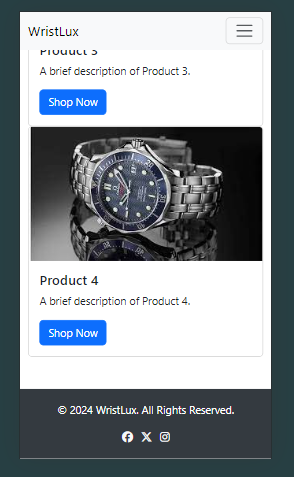 WristLux
Product 3
A brief description of Product 3.
Shop Now
Product 4
A brief description of Product 4.
Shop Now
© 2024 WristLux. All Rights Reserved.